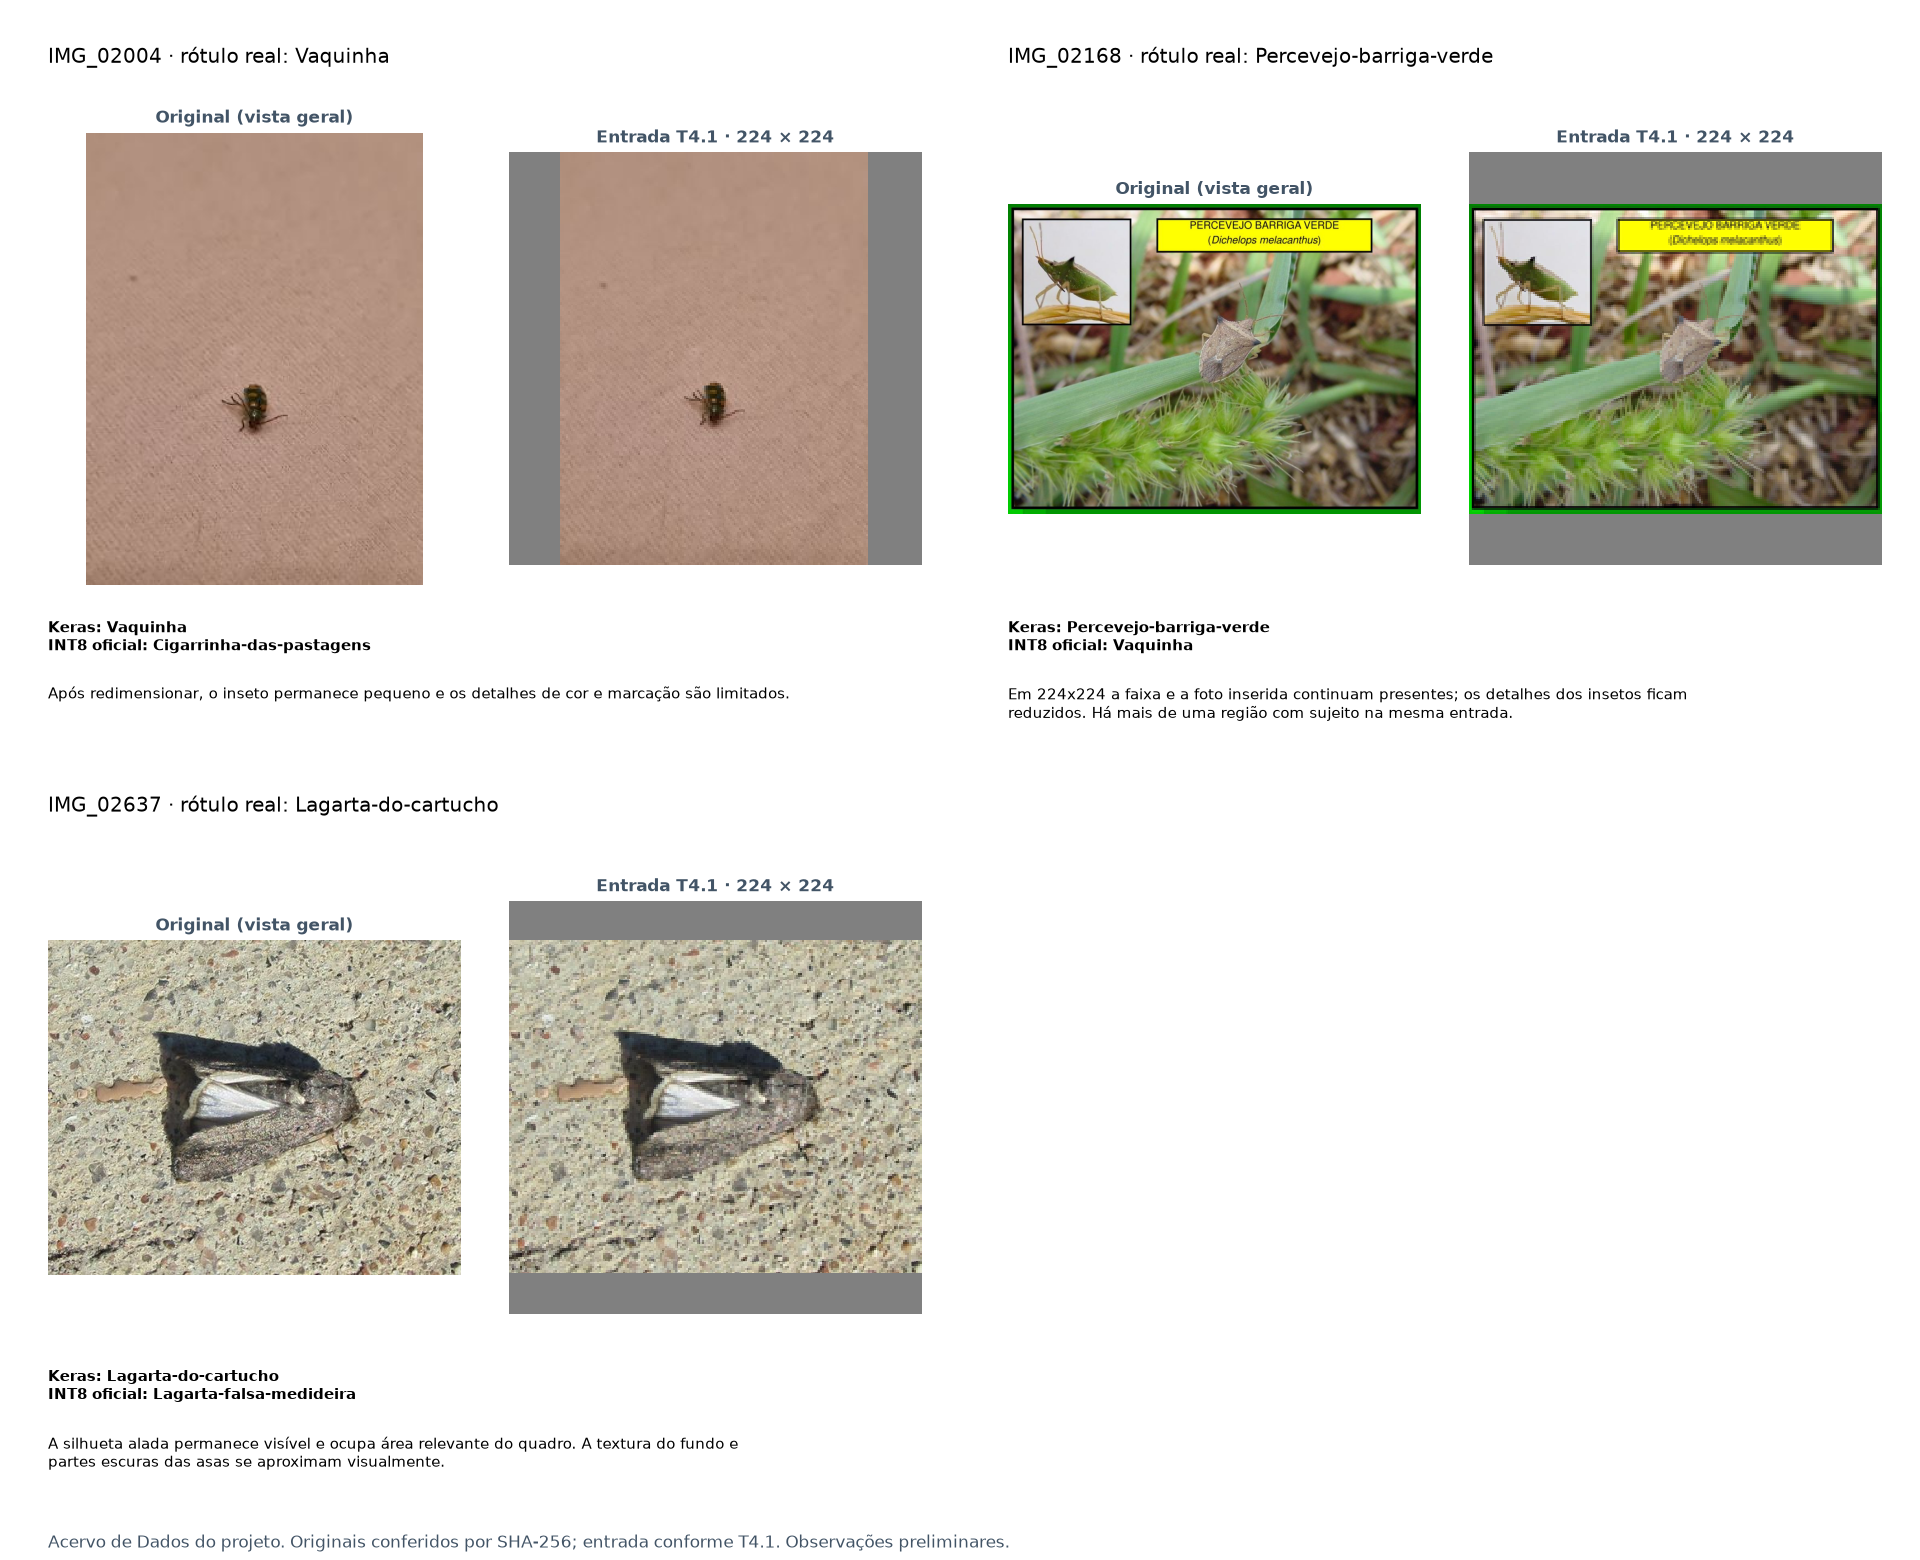 IMG_02004 · rótulo real: Vaquinha
Original (vista geral)
Entrada T4.1 · 224 × 224
Keras: Vaquinha
INT8 oficial: Cigarrinha-das-pastagens
Após redimensionar, o inseto permanece pequeno e os detalhes de cor e marcação são limitados.
IMG_02168 · rótulo real: Percevejo-barriga-verde
Original (vista geral)
PERCEVEJO BARRIGA VERDE
(Dichelops melacanthus)
Entrada T4.1 · 224 × 224
PERCEVEJO BARRIGA VERDE
(Dichelops melacanthus)
Keras: Percevejo-barriga-verde
INT8 oficial: Vaquinha
Em 224x224 a faixa e a foto inserida continuam presentes; os detalhes dos insetos ficam
reduzidos. Há mais de uma região com sujeito na mesma entrada.
IMG_02637 · rótulo real: Lagarta-do-cartucho
Original (vista geral)
Entrada T4.1 · 224 × 224
Keras: Lagarta-do-cartucho
INT8 oficial: Lagarta-falsa-medideira
A silhueta alada permanece visível e ocupa área relevante do quadro. A textura do fundo e
partes escuras das asas se aproximam visualmente.
Acervo de Dados do projeto. Originais conferidos por SHA-256; entrada conforme T4.1. Observações preliminares.